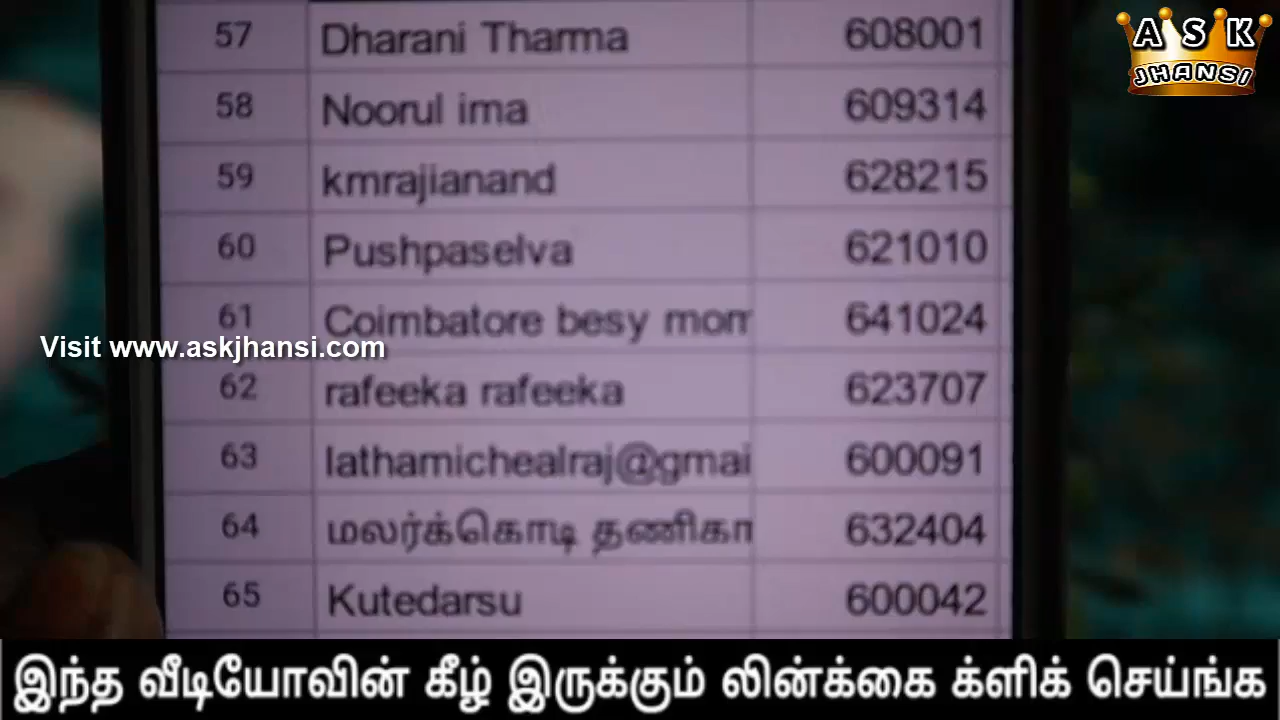 57 Dharani Tharma 608001
A S K
JHANSI
58 Noorul ima 609314
59 kmrajianand 628215
60 Pushpaselva 621010
61 Coimbatore besy mom 641024
Visit www.askjhansi.com
62 rafeeka rafeeka 623707
63 lathamichealraj@gmai 600091
64 மலர்க்கொடி தணிகா 632404
65 Kutedarsu 600042
இந்த வீடியோவின் கீழ் இருக்கும் லின்க்கை க்ளிக் செய்ங்க